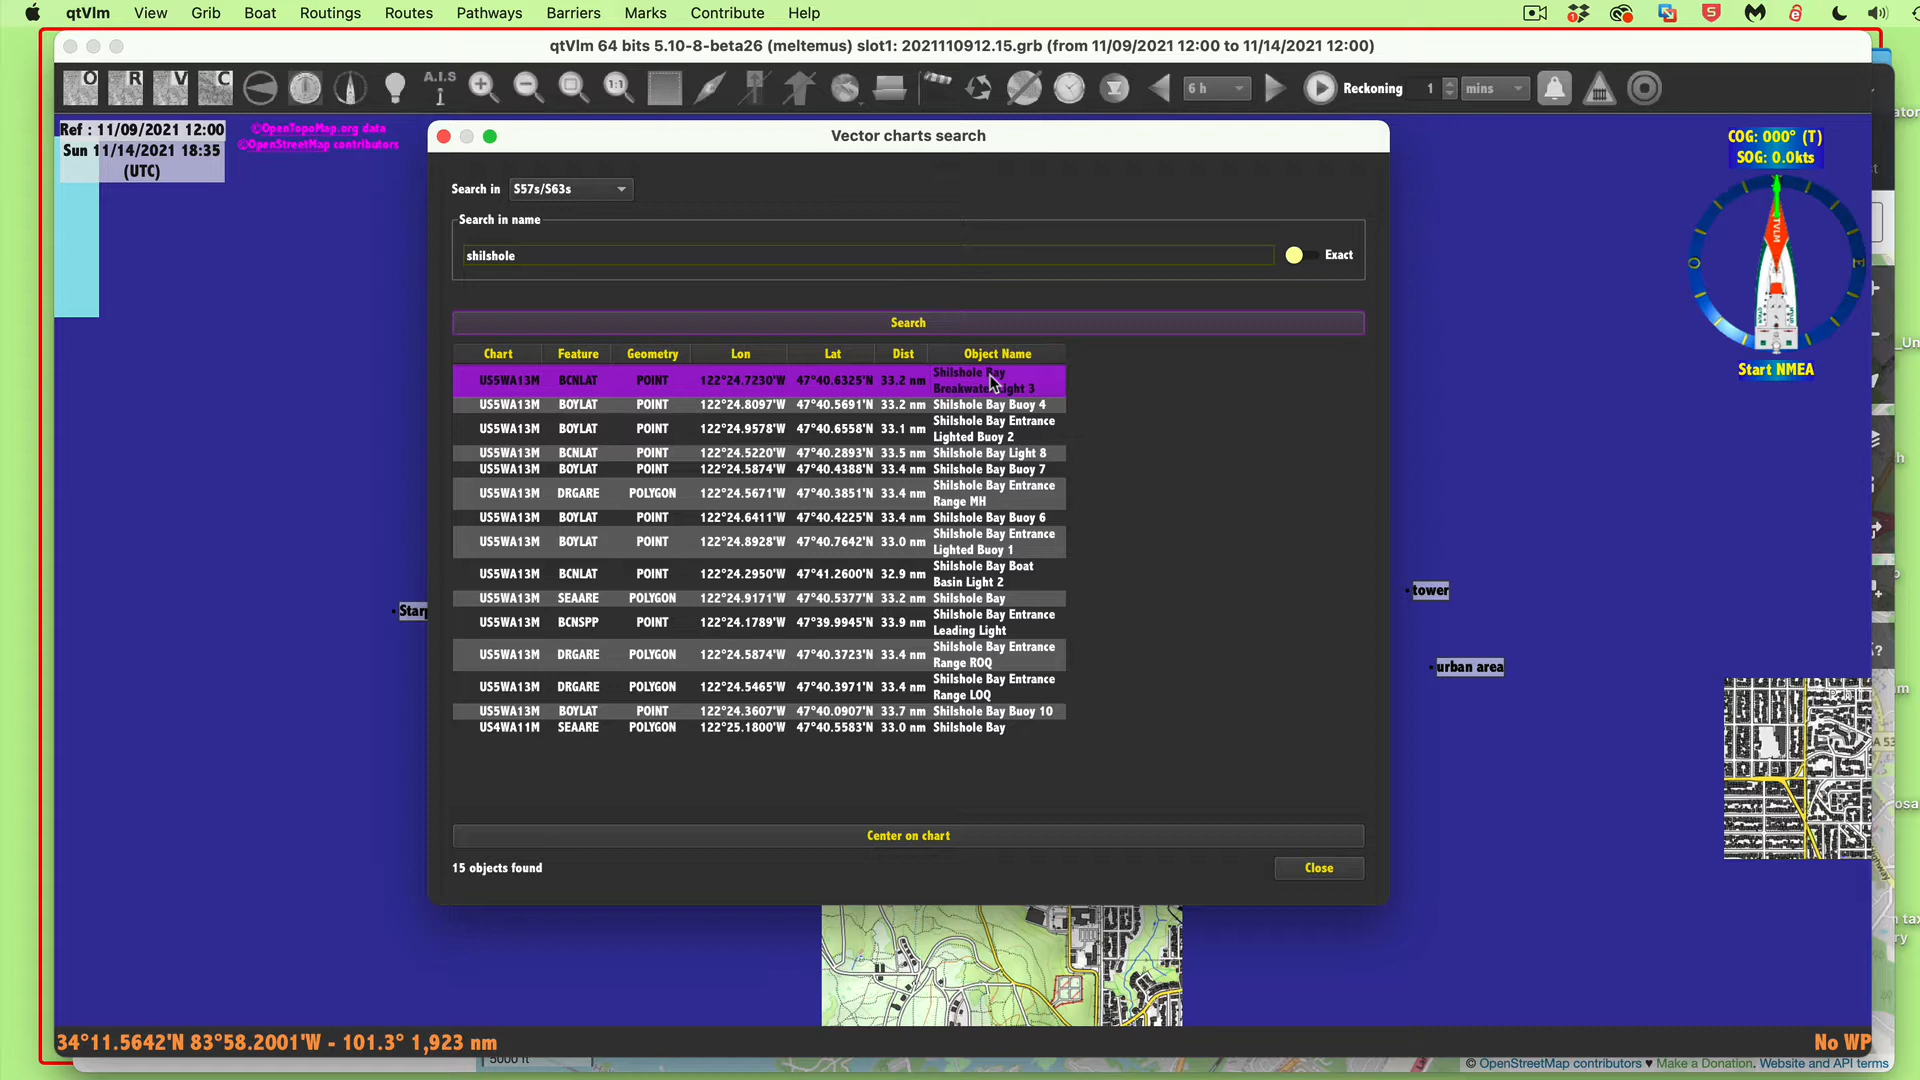 qtVlm View Grib Boat Routings Routes Pathways Barriers Marks Contribute Help
qtVlm 64 bits 5.10-8-beta26 (meltemus) slot1: 2021110912.15.grb (from 11/09/2021 12:00 to 11/14/2021 12:00)
O R V C A.I.S 1:1 6 h Reckoning 1 mins
Ref : 11/09/2021 12:00
Sun 11/14/2021 18:35
(UTC)
©OpenTopoMap.org data
©OpenStreetMap contributors
Vector charts search
COG: 000° (T)
SOG: 0.0kts
QTVLM
Start NMEA
Search in S57s/S63s
Search in name
shilshole Exact
Search
Chart Feature Geometry Lon Lat Dist Object Name
US5WA13M BCNLAT POINT 122°24.7230'W 47°40.6325'N 33.2 nm Shilshole Bay
Breakwater Light 3
US5WA13M BOYLAT POINT 122°24.8097'W 47°40.5691'N 33.2 nm Shilshole Bay Buoy 4
US5WA13M BOYLAT POINT 122°24.9578'W 47°40.6558'N 33.1 nm Shilshole Bay Entrance
Lighted Buoy 2
US5WA13M BCNLAT POINT 122°24.5220'W 47°40.2893'N 33.5 nm Shilshole Bay Light 8
US5WA13M BOYLAT POINT 122°24.5874'W 47°40.4388'N 33.4 nm Shilshole Bay Buoy 7
US5WA13M DRGARE POLYGON 122°24.5671'W 47°40.3851'N 33.4 nm Shilshole Bay Entrance
Range MH
US5WA13M BOYLAT POINT 122°24.6411'W 47°40.4225'N 33.4 nm Shilshole Bay Buoy 6
US5WA13M BOYLAT POINT 122°24.8928'W 47°40.7642'N 33.0 nm Shilshole Bay Entrance
Lighted Buoy 1
US5WA13M BCNLAT POINT 122°24.2950'W 47°41.2600'N 32.9 nm Shilshole Bay Boat
Basin Light 2
US5WA13M SEAARE POLYGON 122°24.9171'W 47°40.5377'N 33.2 nm Shilshole Bay
US5WA13M BCNSPP POINT 122°24.1789'W 47°39.9945'N 33.9 nm Shilshole Bay Entrance
Leading Light
US5WA13M DRGARE POLYGON 122°24.5874'W 47°40.3723'N 33.4 nm Shilshole Bay Entrance
Range ROQ
US5WA13M DRGARE POLYGON 122°24.5465'W 47°40.3971'N 33.4 nm Shilshole Bay Entrance
Range LOQ
US5WA13M BOYLAT POINT 122°24.3607'W 47°40.0907'N 33.7 nm Shilshole Bay Buoy 10
US4WA11M SEAARE POLYGON 122°25.1800'W 47°40.5583'N 33.0 nm Shilshole Bay
tower
urban area
Center on chart
15 objects found Close
34°11.5642'N 83°58.2001'W - 101.3° 1,923 nm No WP
5000 ft
© OpenStreetMap contributors ♥ Make a Donation. Website and API terms